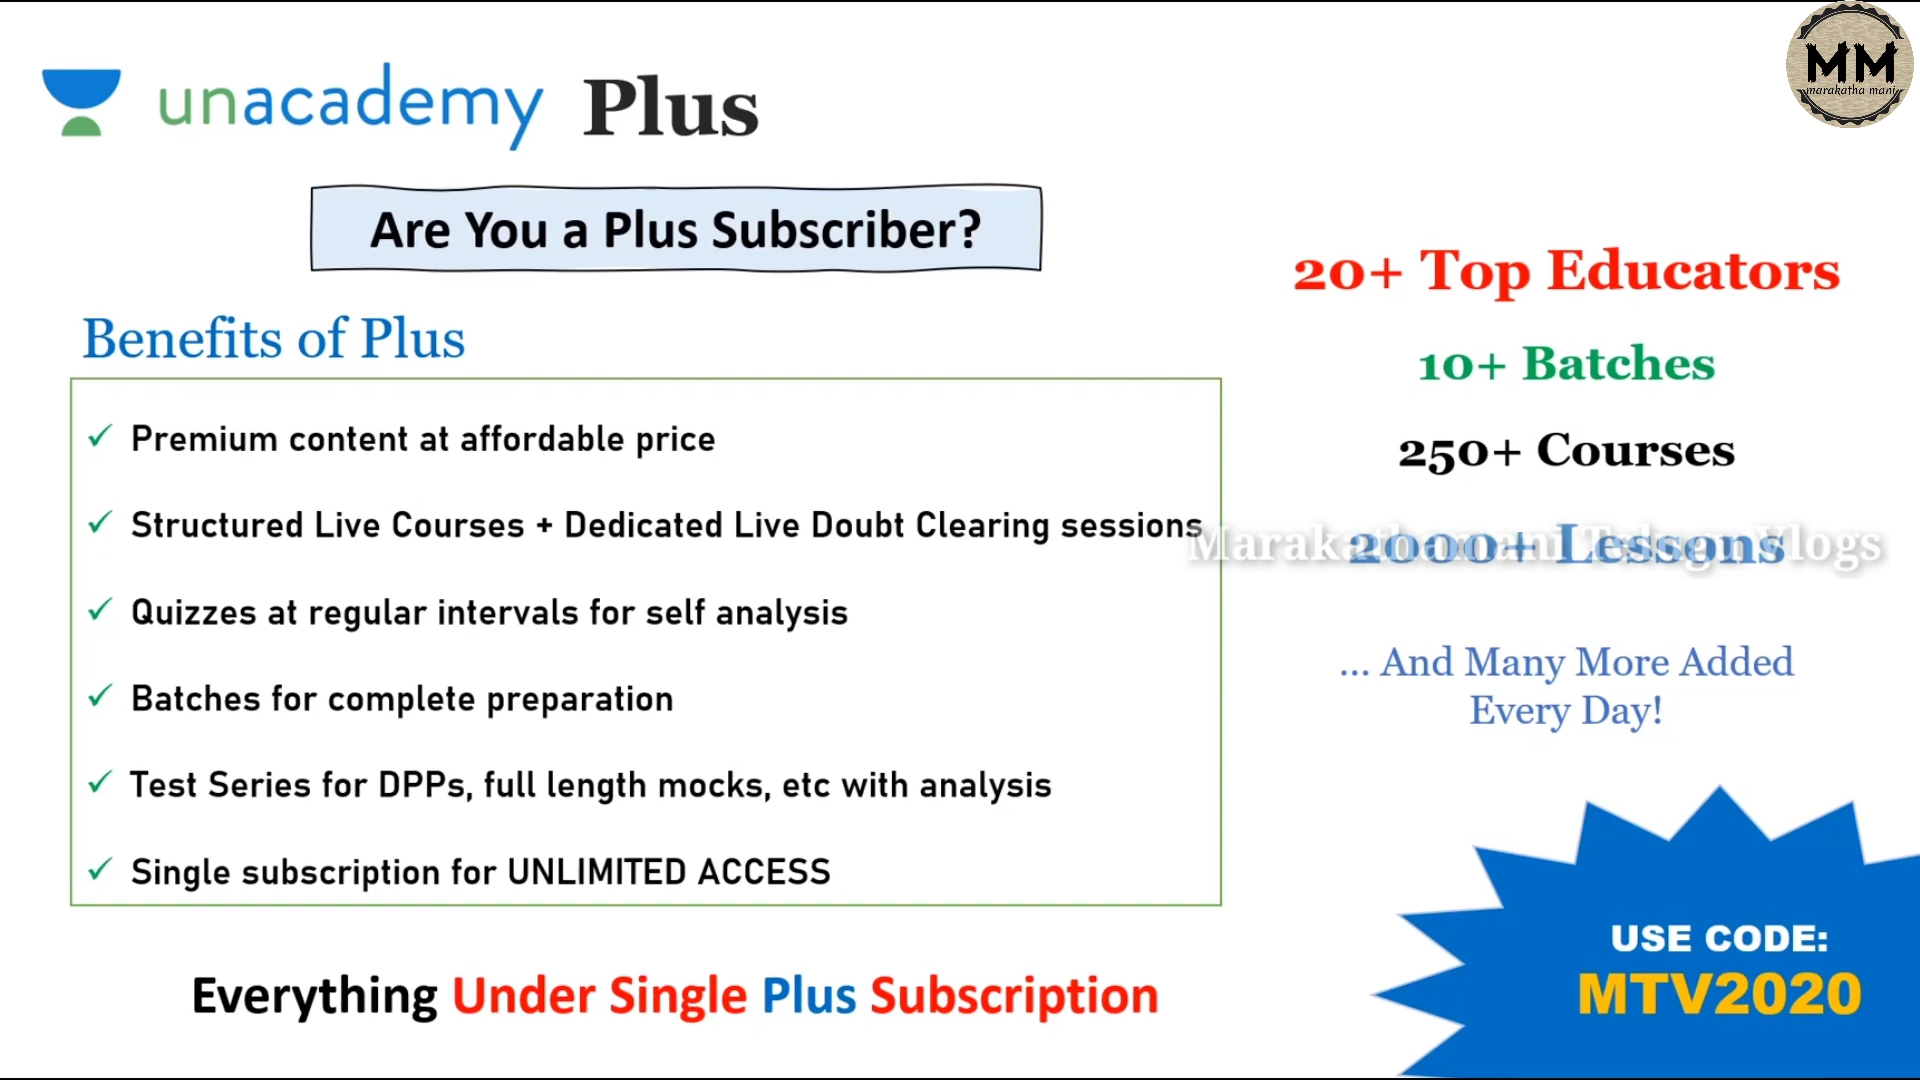 unacademy Plus
MM
marakatha mani
Are You a Plus Subscriber?
Benefits of Plus
Premium content at affordable price
Structured Live Courses + Dedicated Live Doubt Clearing sessions
Quizzes at regular intervals for self analysis
Batches for complete preparation
Test Series for DPPs, full length mocks, etc with analysis
Single subscription for UNLIMITED ACCESS
Everything Under Single Plus Subscription
20+ Top Educators
10+ Batches
250+ Courses
2000+ Lessons
Marakathamani Telugu Vlogs
... And Many More Added
Every Day!
USE CODE:
MTV2020